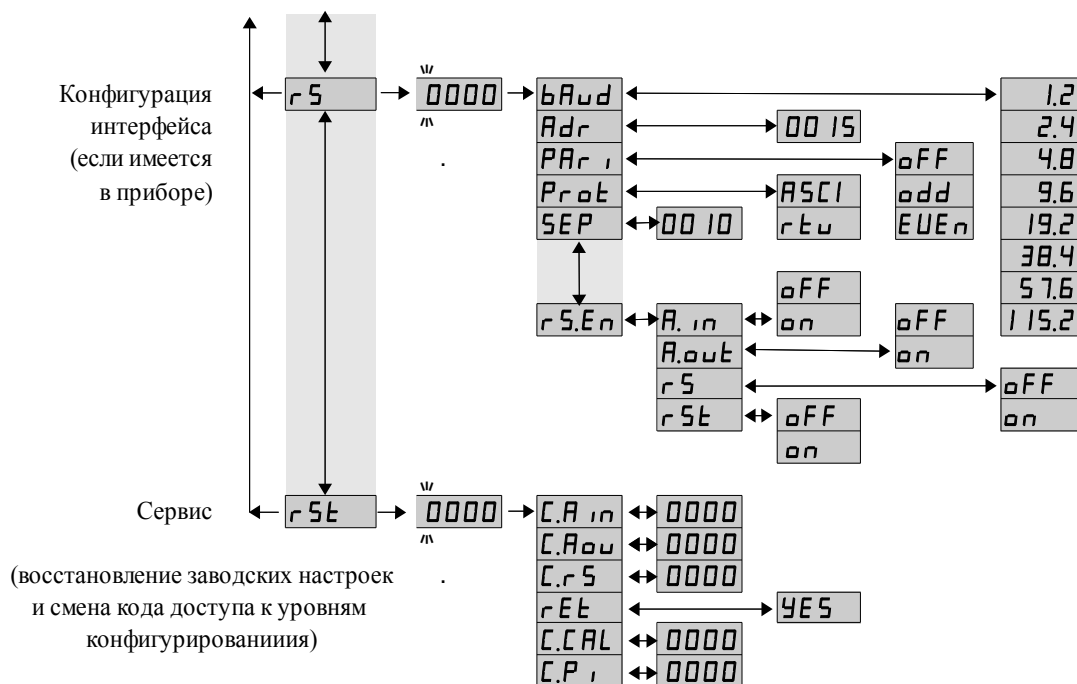 Конфигурация
интерфейса
(если имеется
в приборе)
rS
0000
.
bAud
Adr
PAri
Prot
SEP
rS.En
0015
ASCI
rtu
0010
oFF
odd
EUEn
1.2
2.4
4.8
9.6
19.2
38.4
57.6
115.2
A.in
A.out
rS
rSt
oFF
on
oFF
on
oFF
on
oFF
on
Сервис
(восстановление заводских настроек
и смена кода доступа к уровням
конфигурированииия)
rSt
0000
.
C.Ain
0000
C.Aou
0000
C.rS
0000
rEt
YES
C.CAL
0000
C.Pi
0000